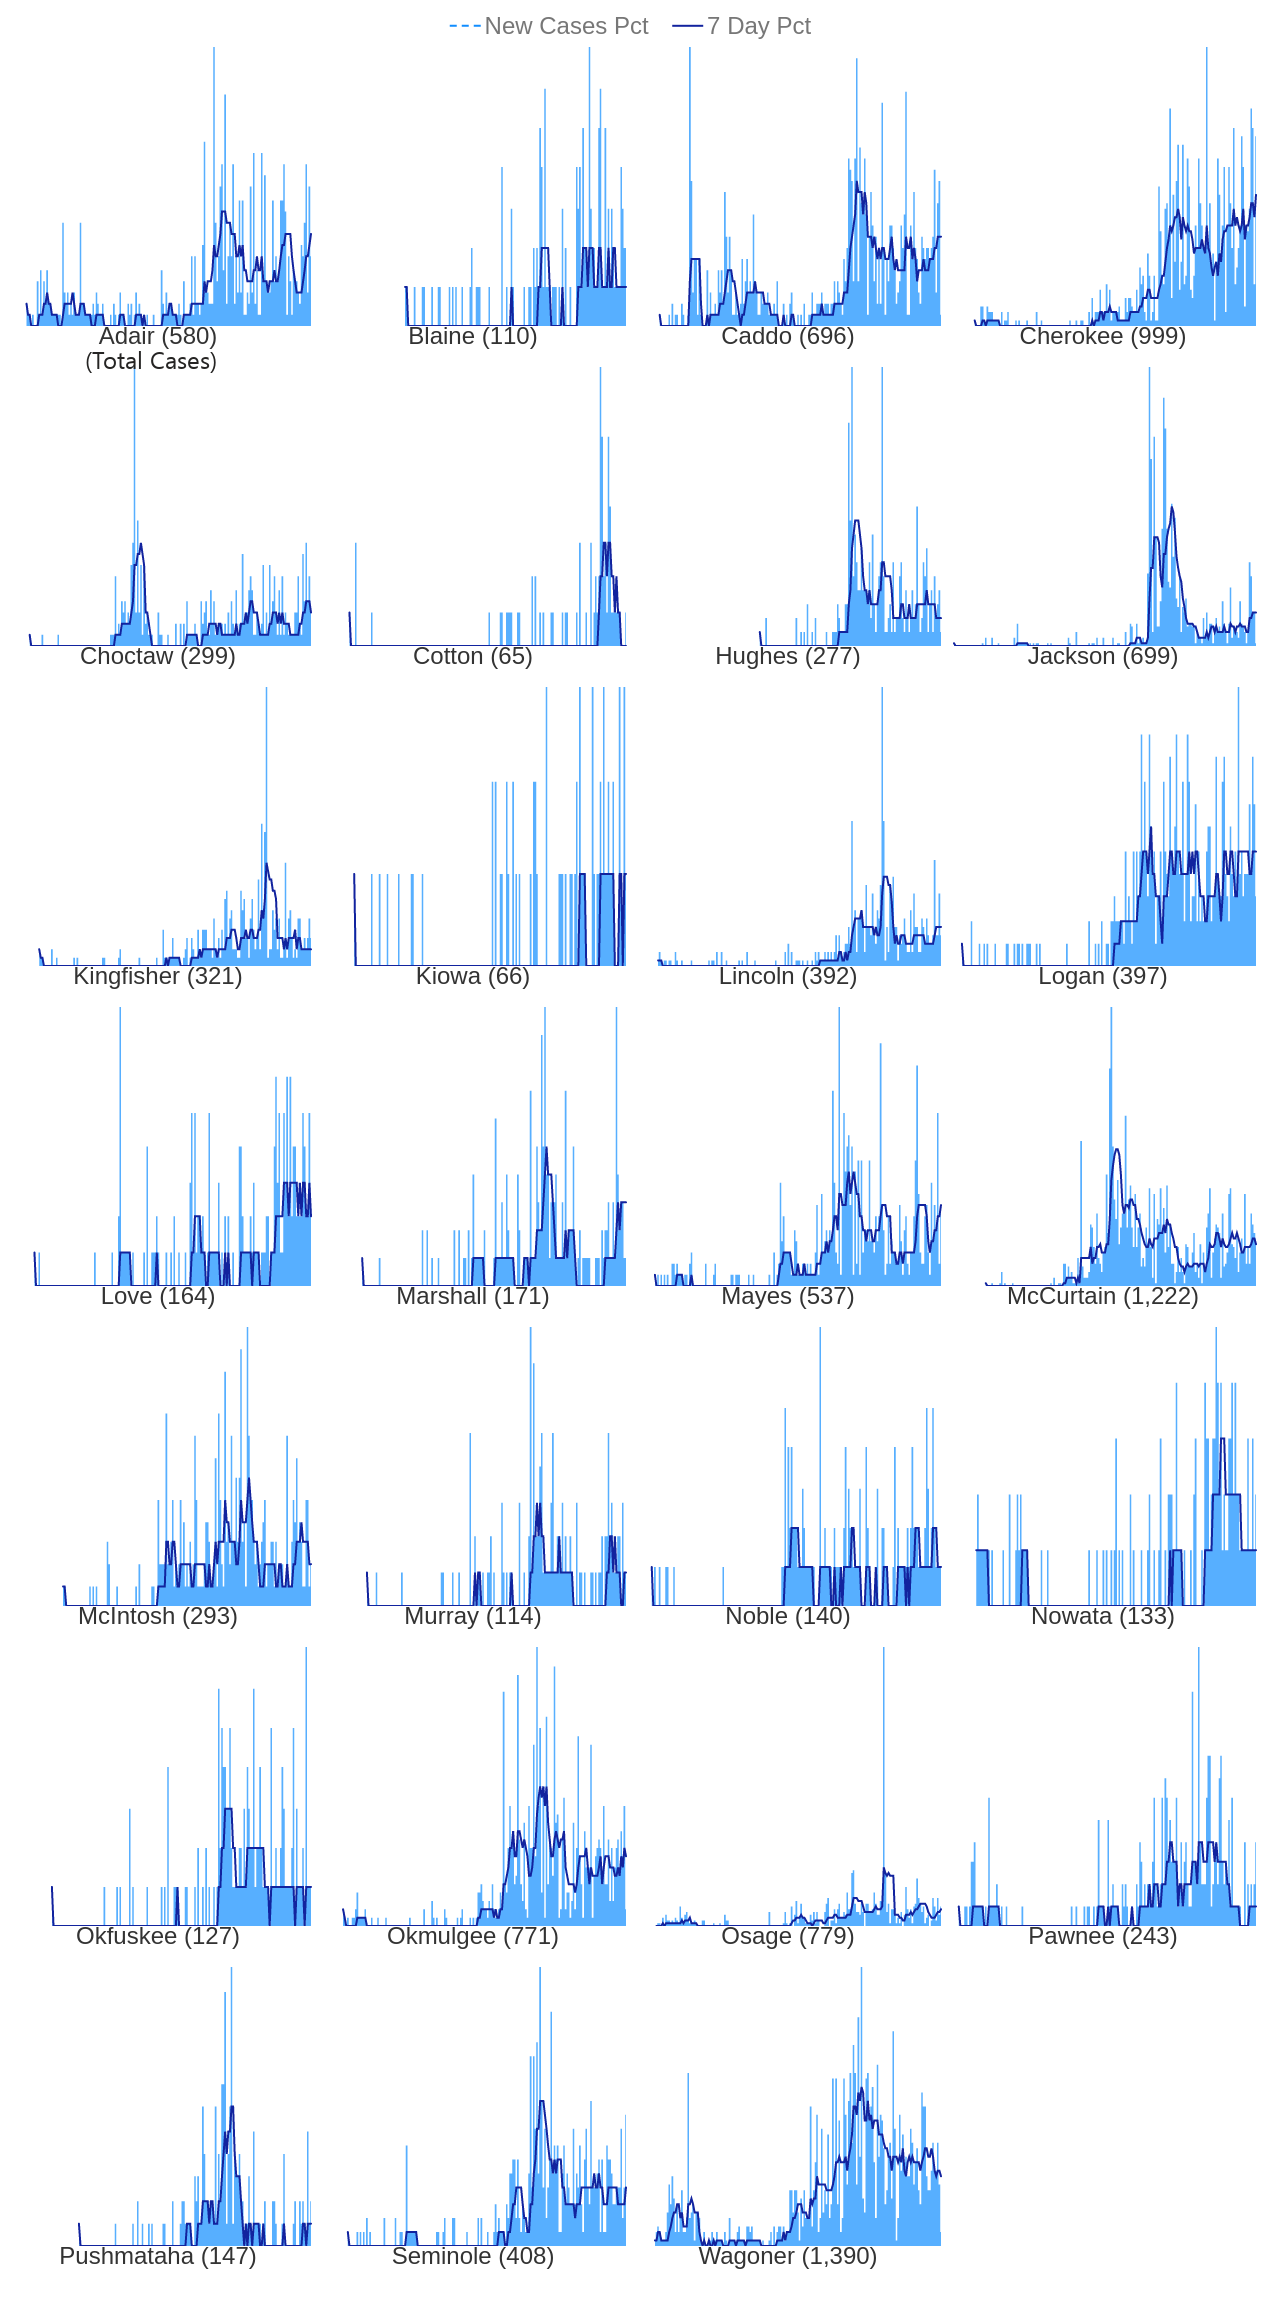 New Cases Pct 7 Day Pct
Adair (580) Blaine (110) Caddo (696) Cherokee (999)
(Total Cases)
Choctaw (299) Cotton (65) Hughes (277) Jackson (699)
Kingfisher (321) Kiowa (66) Lincoln (392) Logan (397)
Love (164) Marshall (171) Mayes (537) McCurtain (1,222)
McIntosh (293) Murray (114) Noble (140) Nowata (133)
Okfuskee (127) Okmulgee (771) Osage (779) Pawnee (243)
Pushmataha (147) Seminole (408) Wagoner (1,390)